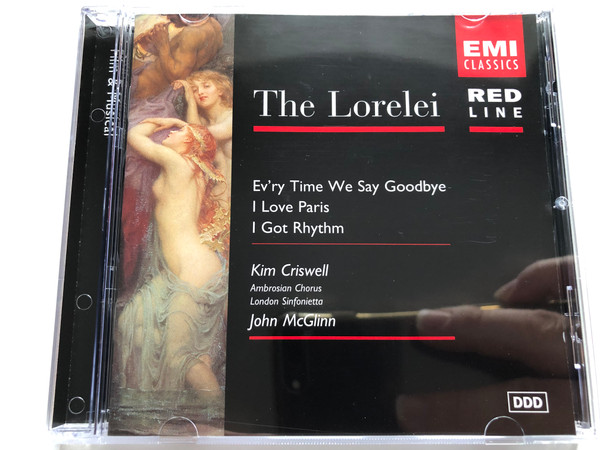 Film & Musical
EMI
CLASSICS
The Lorelei
RED
LINE
Ev'ry Time We Say Goodbye
I Love Paris
I Got Rhythm
Kim Criswell
Ambrosian Chorus
London Sinfonietta
John McGlinn
DDD